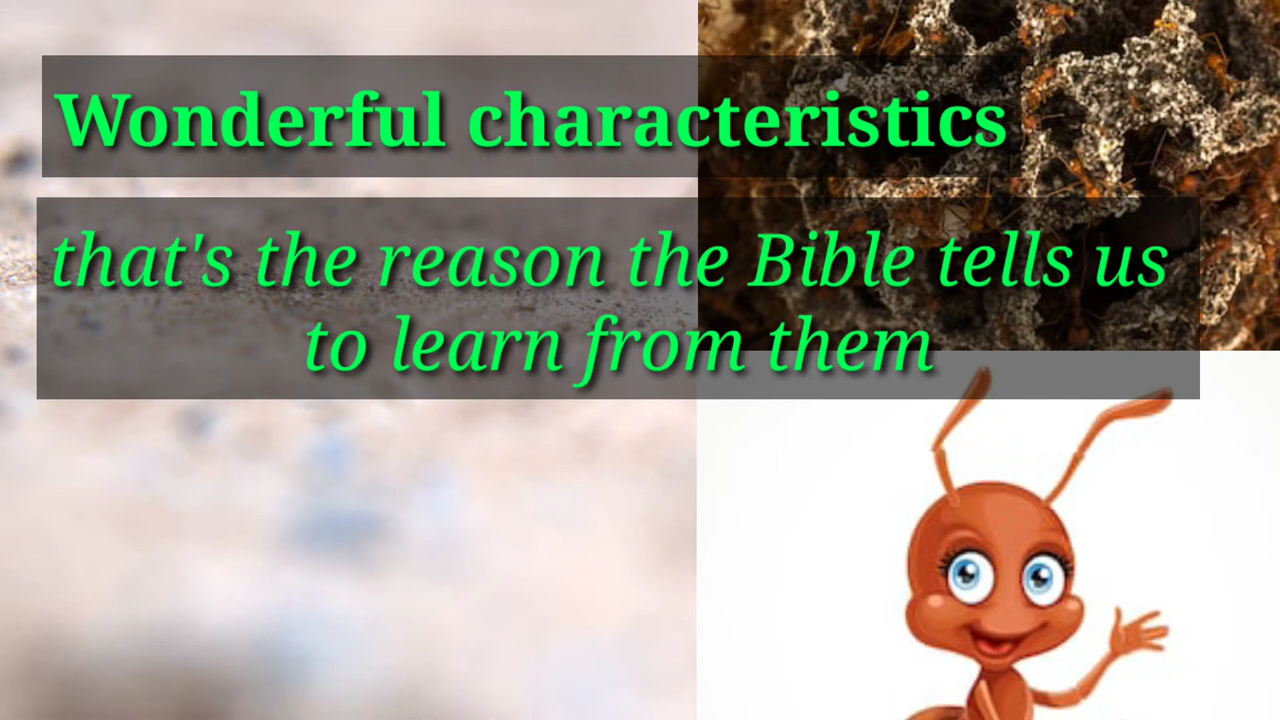 Wonderful characteristics
that's the reason the Bible tells us
to learn from them